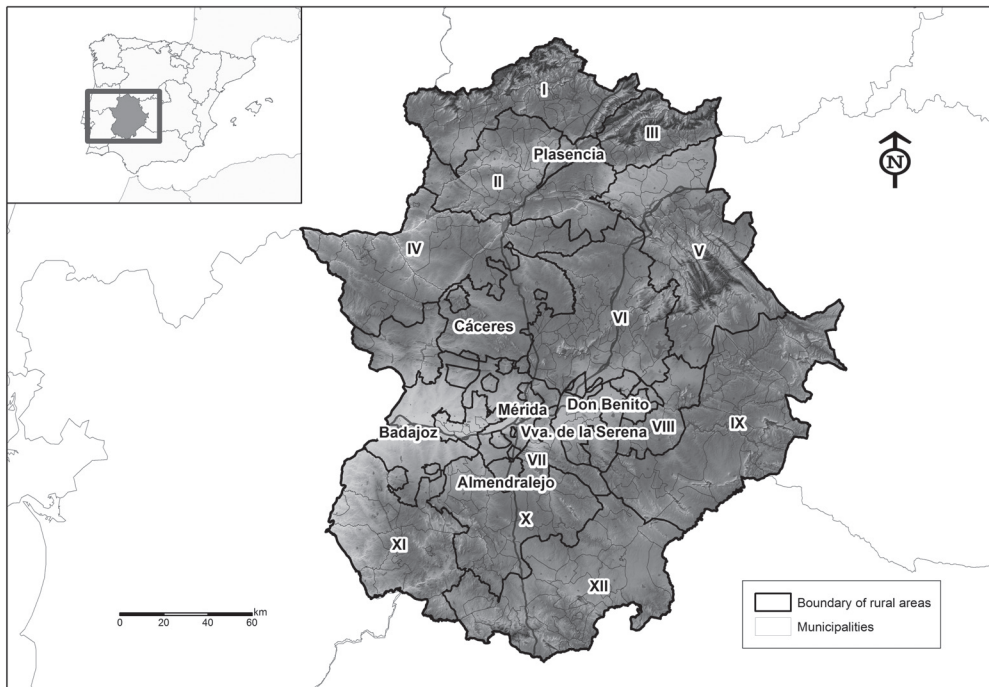 I
III
Plasencia
II
N
IV
V
Cáceres
VI
Mérida
Don Benito
Badajoz
Vva. de la Serena
VIII
IX
VII
Almendralejo
X
XI
XII
km
0 20 40 60
Boundary of rural areas
Municipalities